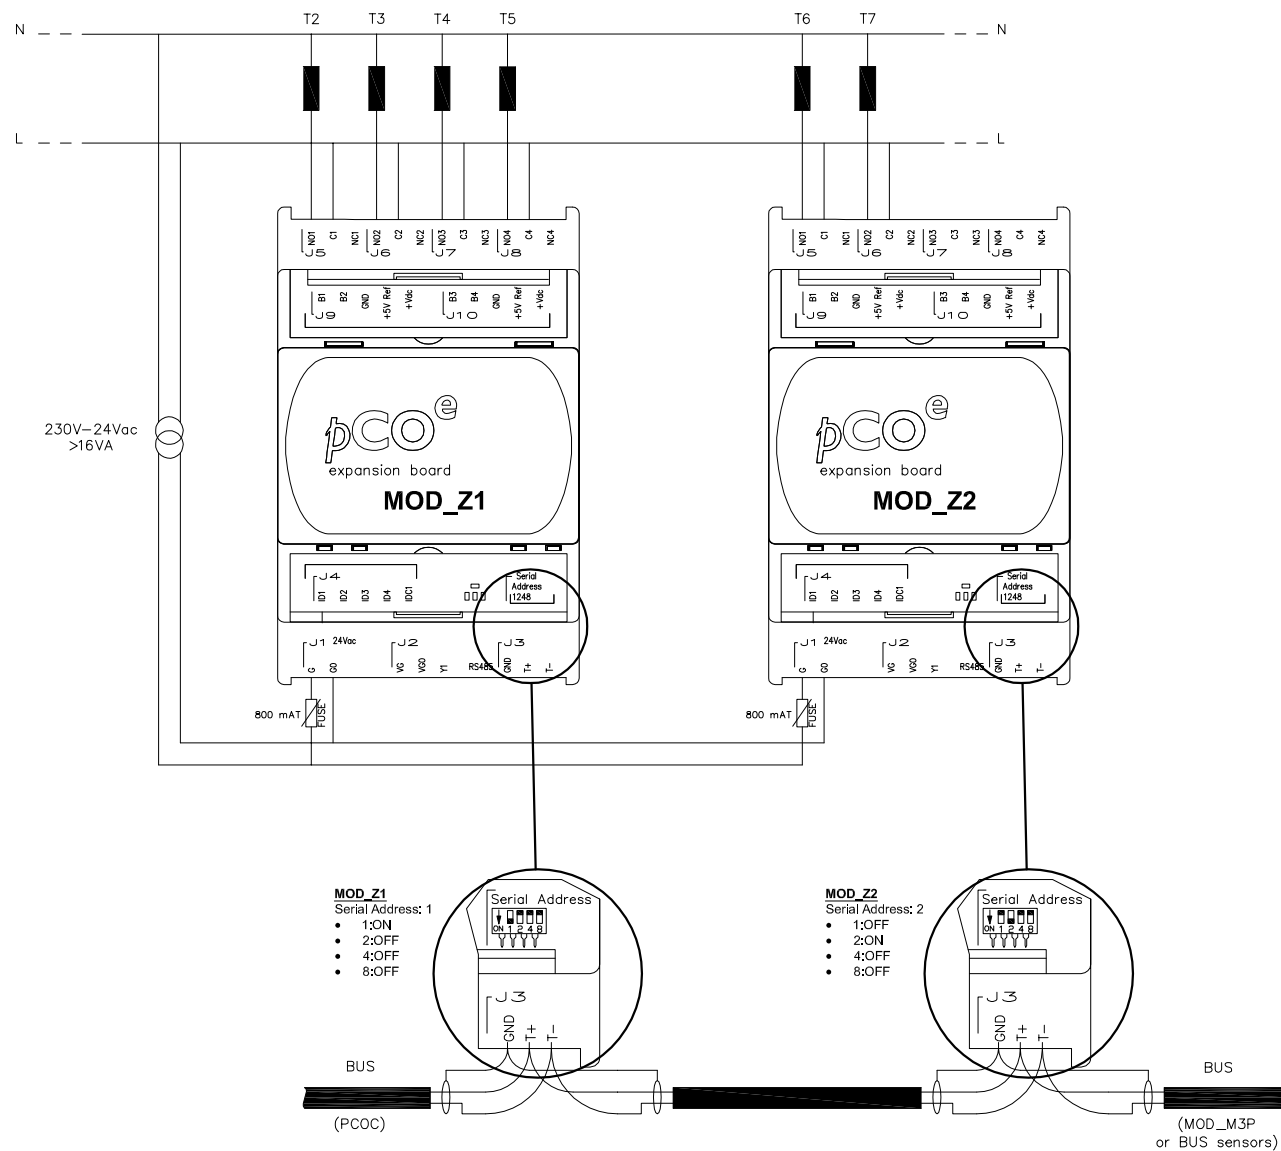 T2 T3 T4 T5 T6 T7
N N
L L
NO1 C1 NC1 NO2 C2 NC2 NO3 C3 NC3 NO4 C4 NC4
J5 J6 J7 J8
B1 B2 GND +5V Ref +Vdc B3 B4 GND +5V Ref +Vdc
J9 J10
NO1 C1 NC1 NO2 C2 NC2 NO3 C3 NC3 NO4 C4 NC4
J5 J6 J7 J8
B1 B2 GND +5V Ref +Vdc B3 B4 GND +5V Ref +Vdc
J9 J10
230V–24Vac
>16VA
pCOe
expansion board
MOD_Z1
pCOe
expansion board
MOD_Z2
J4
ID1 ID2 ID3 ID4 IDC1
Serial
Address
1248
J1 24Vac J2 J3
G G0 VG VG0 Y1 RS485 GND T+ T–
J4
ID1 ID2 ID3 ID4 IDC1
Serial
Address
1248
J1 24Vac J2 J3
G G0 VG VG0 Y1 RS485 GND T+ T–
800 mAT FUSE
800 mAT FUSE
MOD_Z1
Serial Address: 1
• 1:ON
• 2:OFF
• 4:OFF
• 8:OFF
Serial Address
ON 1 2 4 8
J3
GND T+ T–
MOD_Z2
Serial Address: 2
• 1:OFF
• 2:ON
• 4:OFF
• 8:OFF
Serial Address
ON 1 2 4 8
J3
GND T+ T–
BUS
(PCOC)
BUS
(MOD_M3P
or BUS sensors)